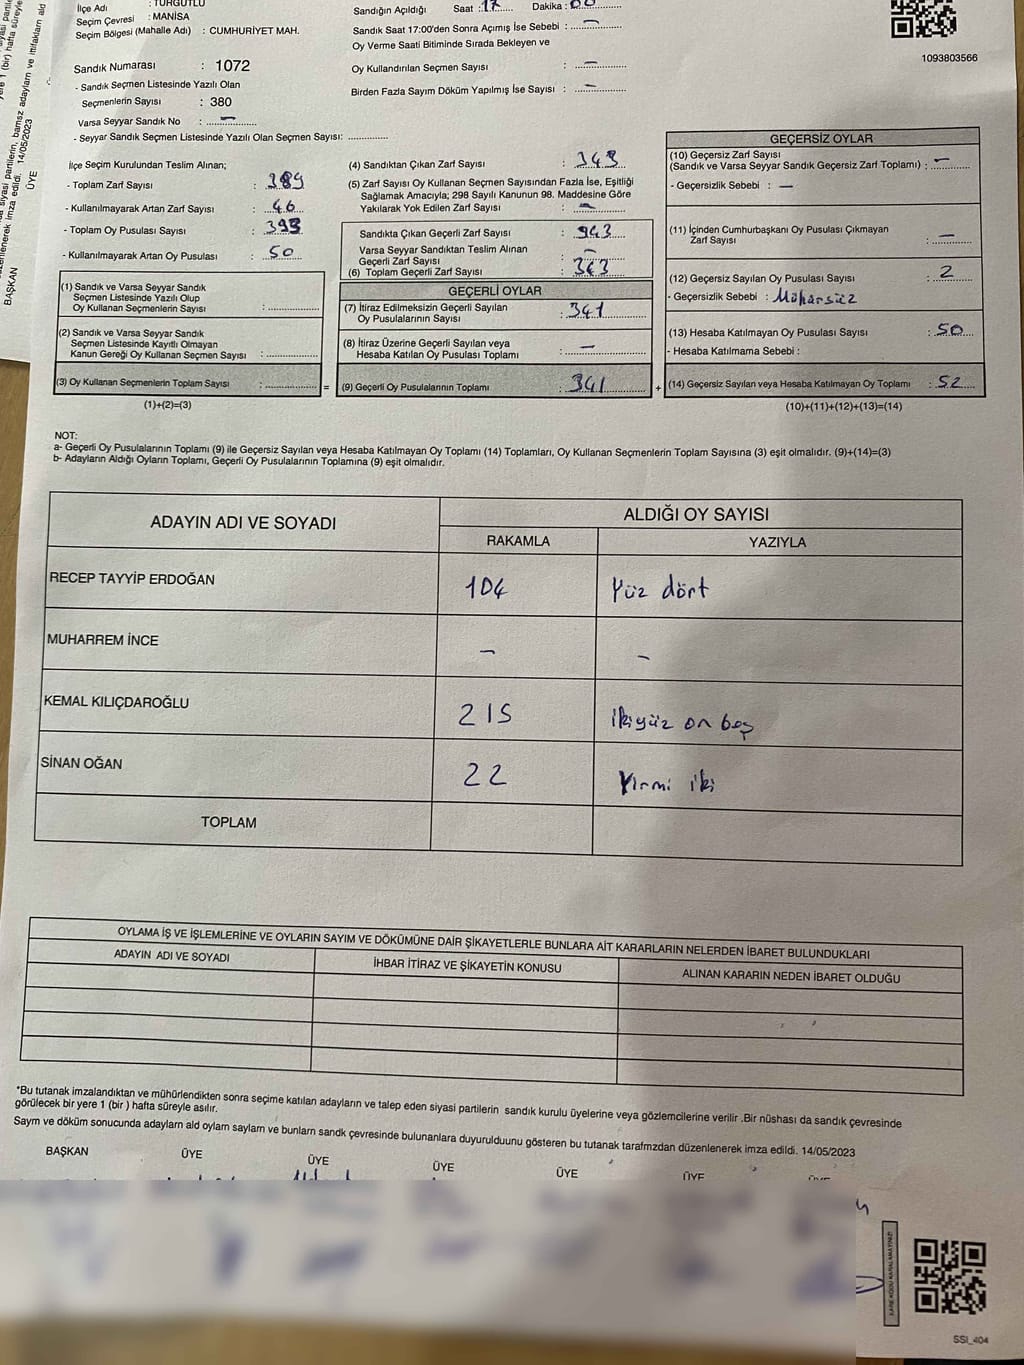 İlçe Adı : TURGUTLU
Seçim Çevresi : MANİSA
Seçim Bölgesi (Mahalle Adı) : CUMHURİYET MAH.
Sandık Numarası : 1072
- Sandık Seçmen Listesinde Yazılı Olan
Seçmenlerin Sayısı : 380
Varsa Seyyar Sandık No : -
- Seyyar Sandık Seçmen Listesinde Yazılı Olan Seçmen Sayısı: ..............
Sandığın Açıldığı Saat : 17 Dakika : 00
Sandık Saat 17:00'den Sonra Açımış İse Sebebi : -
Oy Verme Saati Bitiminde Sırada Bekleyen ve
Oy Kullandırılan Seçmen Sayısı : -
Birden Fazla Sayım Döküm Yapılmış İse Sayısı : -
1093803566
İlçe Seçim Kurulundan Teslim Alınan;
- Toplam Zarf Sayısı : 389
- Kullanılmayarak Artan Zarf Sayısı : 46
- Toplam Oy Pusulası Sayısı : 393
- Kullanılmayarak Artan Oy Pusulası : 50
(1) Sandık ve Varsa Seyyar Sandık
Seçmen Listesinde Yazılı Olup
Oy Kullanan Seçmenlerin Sayısı : ..............
(2) Sandık ve Varsa Seyyar Sandık
Seçmen Listesinde Kayıtlı Olmayan
Kanun Gereği Oy Kullanan Seçmen Sayısı : ..............
(3) Oy Kullanan Seçmenlerin Toplam Sayısı : .............. =
(1)+(2)=(3)
(4) Sandıktan Çıkan Zarf Sayısı : 343
(5) Zarf Sayısı Oy Kullanan Seçmen Sayısından Fazla İse, Eşitliği
Sağlamak Amacıyla; 298 Sayılı Kanunun 98. Maddesine Göre
Yakılarak Yok Edilen Zarf Sayısı : -
Sandıkta Çıkan Geçerli Zarf Sayısı : 343
Varsa Seyyar Sandıktan Teslim Alınan
Geçerli Zarf Sayısı : -
(6) Toplam Geçerli Zarf Sayısı : 343
GEÇERLİ OYLAR
(7) İtiraz Edilmeksizin Geçerli Sayılan
Oy Pusulalarının Sayısı : 341
(8) İtiraz Üzerine Geçerli Sayılan veya
Hesaba Katılan Oy Pusulası Toplamı : -
(9) Geçerli Oy Pusulalarının Toplamı : 341 +
GEÇERSİZ OYLAR
(10) Geçersiz Zarf Sayısı
(Sandık ve Varsa Seyyar Sandık Geçersiz Zarf Toplamı) : -
- Geçersizlik Sebebi : -
(11) İçinden Cumhurbaşkanı Oy Pusulası Çıkmayan
Zarf Sayısı : -
(12) Geçersiz Sayılan Oy Pusulası Sayısı : 2
- Geçersizlik Sebebi : Mühürsüz
(13) Hesaba Katılmayan Oy Pusulası Sayısı : 50
- Hesaba Katılmama Sebebi :
(14) Geçersiz Sayılan veya Hesaba Katılmayan Oy Toplamı : 52
(10)+(11)+(12)+(13)=(14)
NOT:
a- Geçerli Oy Pusulalarının Toplamı (9) ile Geçersiz Sayılan veya Hesaba Katılmayan Oy Toplamı (14) Toplamları, Oy Kullanan Seçmenlerin Toplam Sayısına (3) eşit olmalıdır. (9)+(14)=(3)
b- Adayların Aldığı Oyların Toplamı, Geçerli Oy Pusulalarının Toplamına (9) eşit olmalıdır.
ADAYIN ADI VE SOYADI
ALDIĞI OY SAYISI
RAKAMLA YAZIYLA
RECEP TAYYİP ERDOĞAN 104 Yüz dört
MUHARREM İNCE - -
KEMAL KILIÇDAROĞLU 215 İkiyüz on beş
SİNAN OĞAN 22 Yirmi iki
TOPLAM
OYLAMA İŞ VE İŞLEMLERİNE VE OYLARIN SAYIM VE DÖKÜMÜNE DAİR ŞİKAYETLERLE BUNLARA AİT KARARLARIN NELERDEN İBARET BULUNDUKLARI
ADAYIN ADI VE SOYADI İHBAR İTİRAZ VE ŞİKAYETİN KONUSU ALINAN KARARIN NEDEN İBARET OLDUĞU
*Bu tutanak imzalandıktan ve mühürlendikten sonra seçime katılan adayların ve talep eden siyasi partilerin sandık kurulu üyelerine veya gözlemcilerine verilir .Bir nüshası da sandık çevresinde
görülecek bir yere 1 (bir ) hafta süreyle asılır.
Sayım ve döküm sonucunda adayların ald oyların sayları ve bunların sandk çevresinde bulunanlara duyurulduunu gösteren bu tutanak tarafmzdan düzenlenerek imza edildi. 14/05/2023
BAŞKAN ÜYE ÜYE ÜYE ÜYE ÜYE
KARE KODU KARALAMAYINIZ!
SSI_404
BAŞKAN ÜYE
14/05/2023